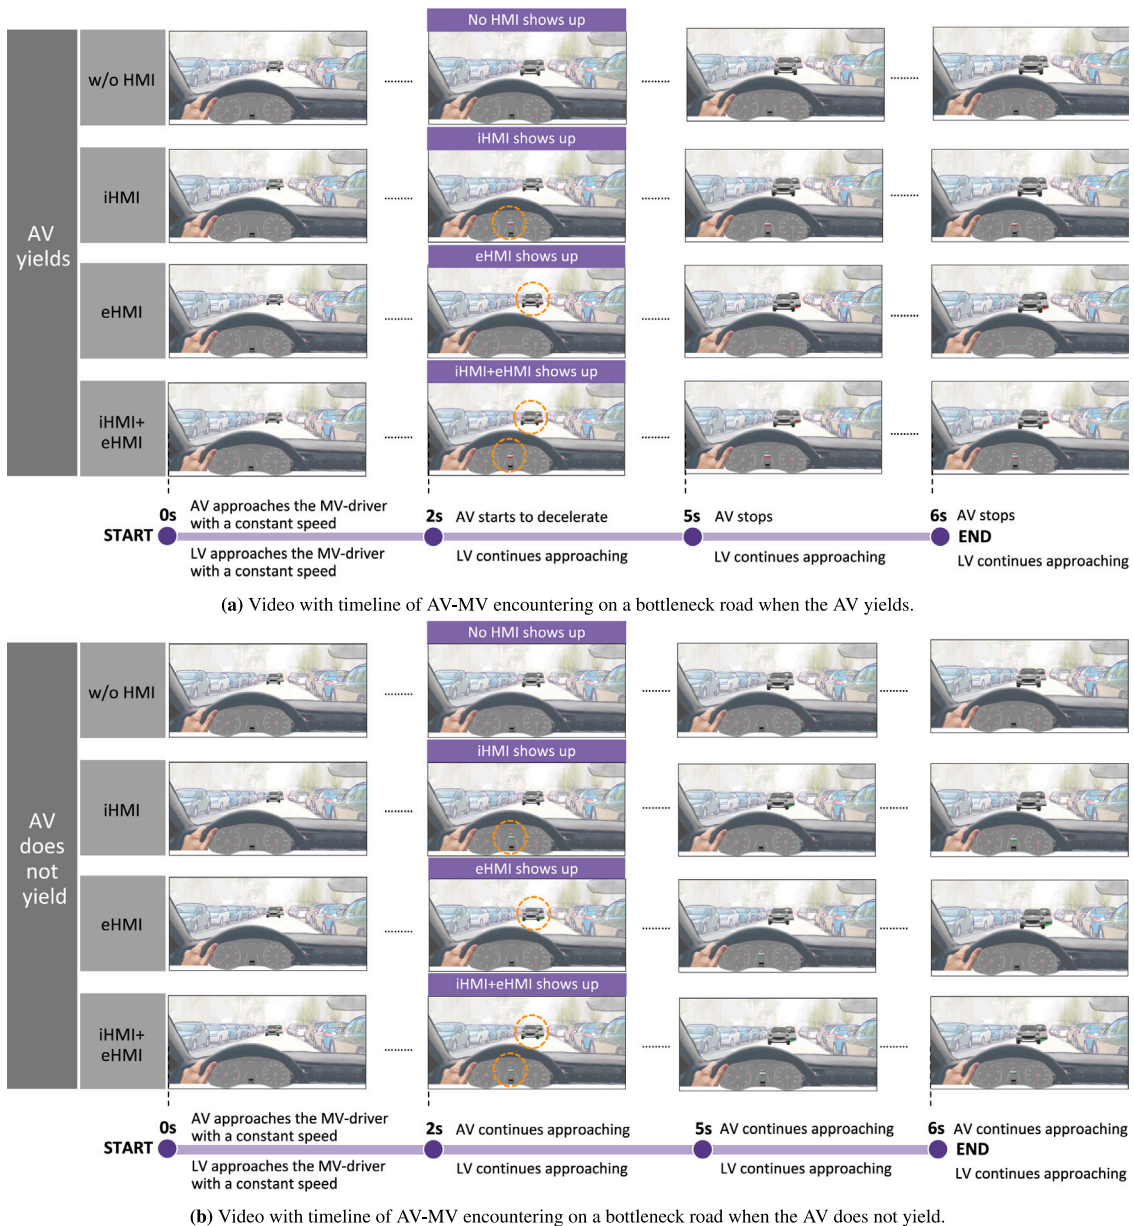 No HMI shows up
w/o HMI
iHMI shows up
iHMI
AV
yields
eHMI shows up
eHMI
iHMI+eHMI shows up
iHMI+
eHMI
0s
AV approaches the MV-driver
with a constant speed
START
LV approaches the MV-driver
with a constant speed
2s
AV starts to decelerate
LV continues approaching
5s
AV stops
LV continues approaching
6s
AV stops
END
LV continues approaching
(a) Video with timeline of AV-MV encountering on a bottleneck road when the AV yields.
No HMI shows up
w/o HMI
iHMI shows up
iHMI
AV
does
not
yield
eHMI shows up
eHMI
iHMI+eHMI shows up
iHMI+
eHMI
0s
AV approaches the MV-driver
with a constant speed
START
LV approaches the MV-driver
with a constant speed
2s
AV continues approaching
LV continues approaching
5s
AV continues approaching
LV continues approaching
6s
AV continues approaching
END
LV continues approaching
(b) Video with timeline of AV-MV encountering on a bottleneck road when the AV does not yield.